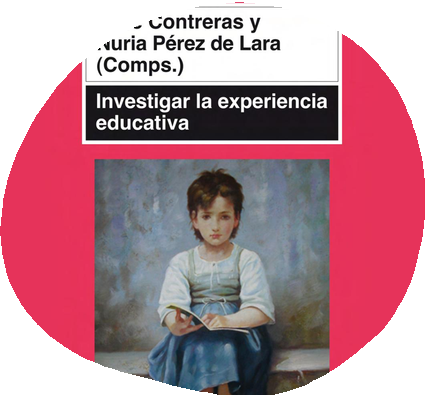 Contreras y
Nuria Pérez de Lara
(Comps.)
Investigar la experiencia
educativa